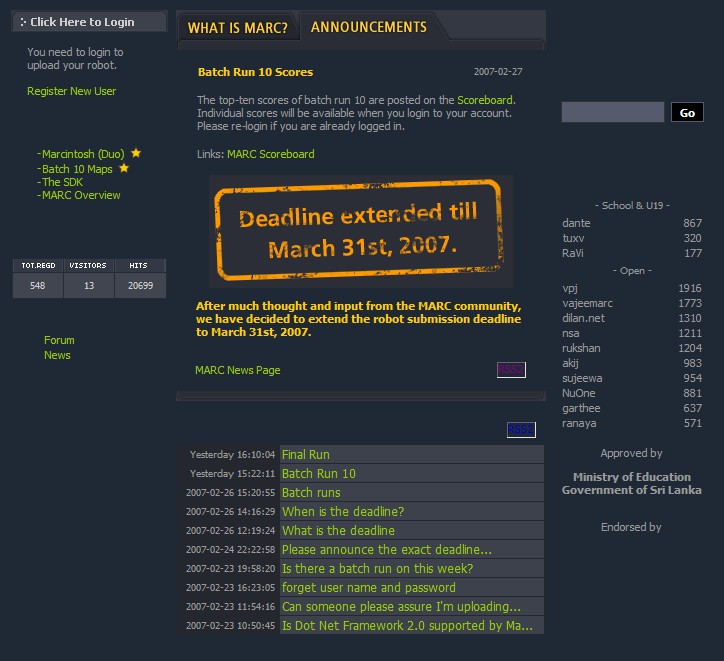 Click Here to Login
You need to login to
upload your robot.
Register New User
-Marcintosh (Duo)
-Batch 10 Maps
-The SDK
-MARC Overview
TOT.REGD VISITORS HITS
548 13 20699
Forum
News
WHAT IS MARC? ANNOUNCEMENTS
Batch Run 10 Scores 2007-02-27
The top-ten scores of batch run 10 are posted on the Scoreboard.
Individual scores will be available when you login to your account.
Please re-login if you are already logged in.
Links: MARC Scoreboard
Deadline extended till
March 31st, 2007.
After much thought and input from the MARC community,
we have decided to extend the robot submission deadline
to March 31st, 2007.
MARC News Page RSS2
RSS2
Yesterday 16:10:04 Final Run
Yesterday 15:22:11 Batch Run 10
2007-02-26 15:20:55 Batch runs
2007-02-26 14:16:29 When is the deadline?
2007-02-26 12:19:24 What is the deadline
2007-02-24 22:22:58 Please announce the exact deadline...
2007-02-23 19:58:20 Is there a batch run on this week?
2007-02-23 16:23:05 forget user name and password
2007-02-23 11:54:16 Can someone please assure I'm uploading...
2007-02-23 10:50:45 Is Dot Net Framework 2.0 supported by Ma...
Go
- School & U19 -
dante 867
tuxv 320
RaVi 177
- Open -
vpj 1916
vajeemarc 1773
dilan.net 1310
nsa 1211
rukshan 1204
akij 983
sujeewa 954
NuOne 881
garthee 637
ranaya 571
Approved by
Ministry of Education
Government of Sri Lanka
Endorsed by